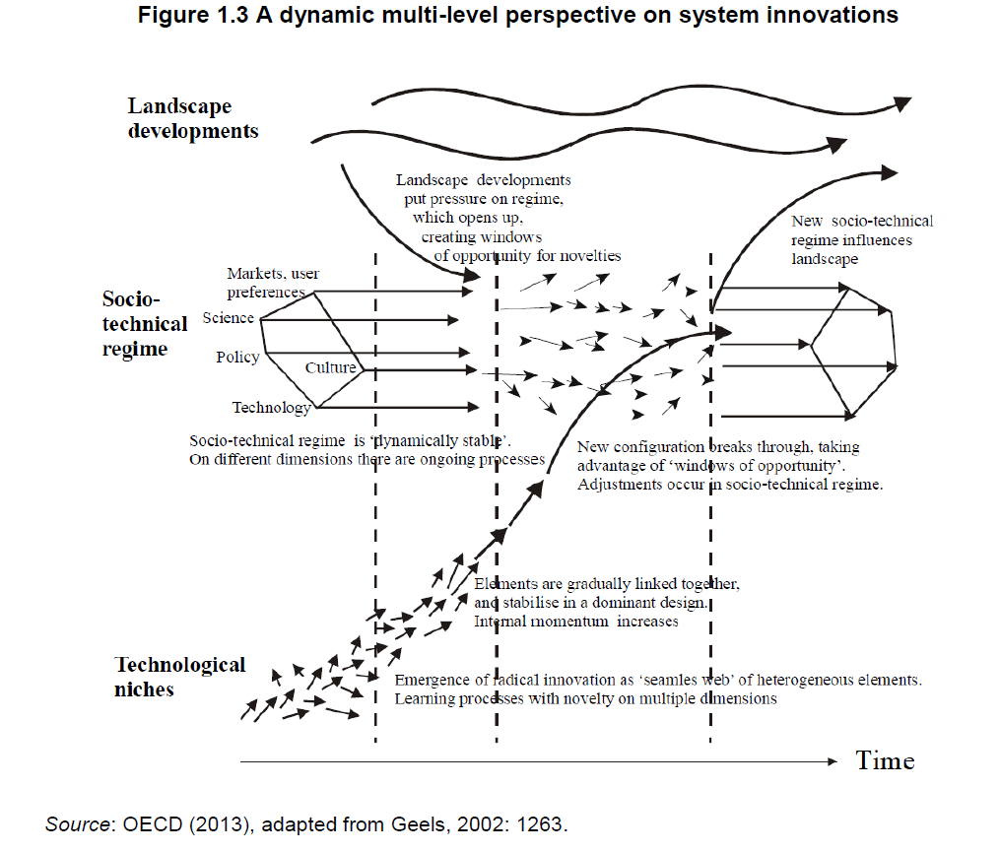 Figure 1.3 A dynamic multi-level perspective on system innovations
Landscape
developments
Landscape developments
put pressure on regime,
which opens up,
creating windows
of opportunity for novelties
New socio-technical
regime influences
landscape
Socio-
technical
regime
Markets, user
preferences
Science
Policy
Culture
Technology
Socio-technical regime is ‘dynamically stable’.
On different dimensions there are ongoing processes
New configuration breaks through, taking
advantage of ‘windows of opportunity’.
Adjustments occur in socio-technical regime.
Elements are gradually linked together,
and stabilise in a dominant design.
Internal momentum increases
Technological
niches
Emergence of radical innovation as ‘seamles web’ of heterogeneous elements.
Learning processes with novelty on multiple dimensions
Time
Source: OECD (2013), adapted from Geels, 2002: 1263.